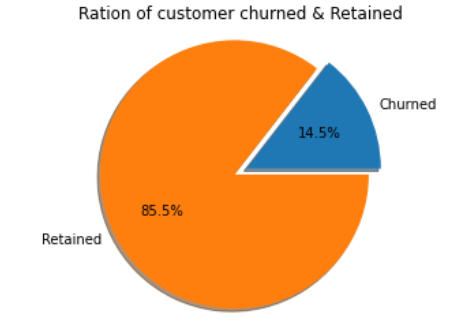 Ration of customer churned & Retained
Churned
14.5%
85.5%
Retained